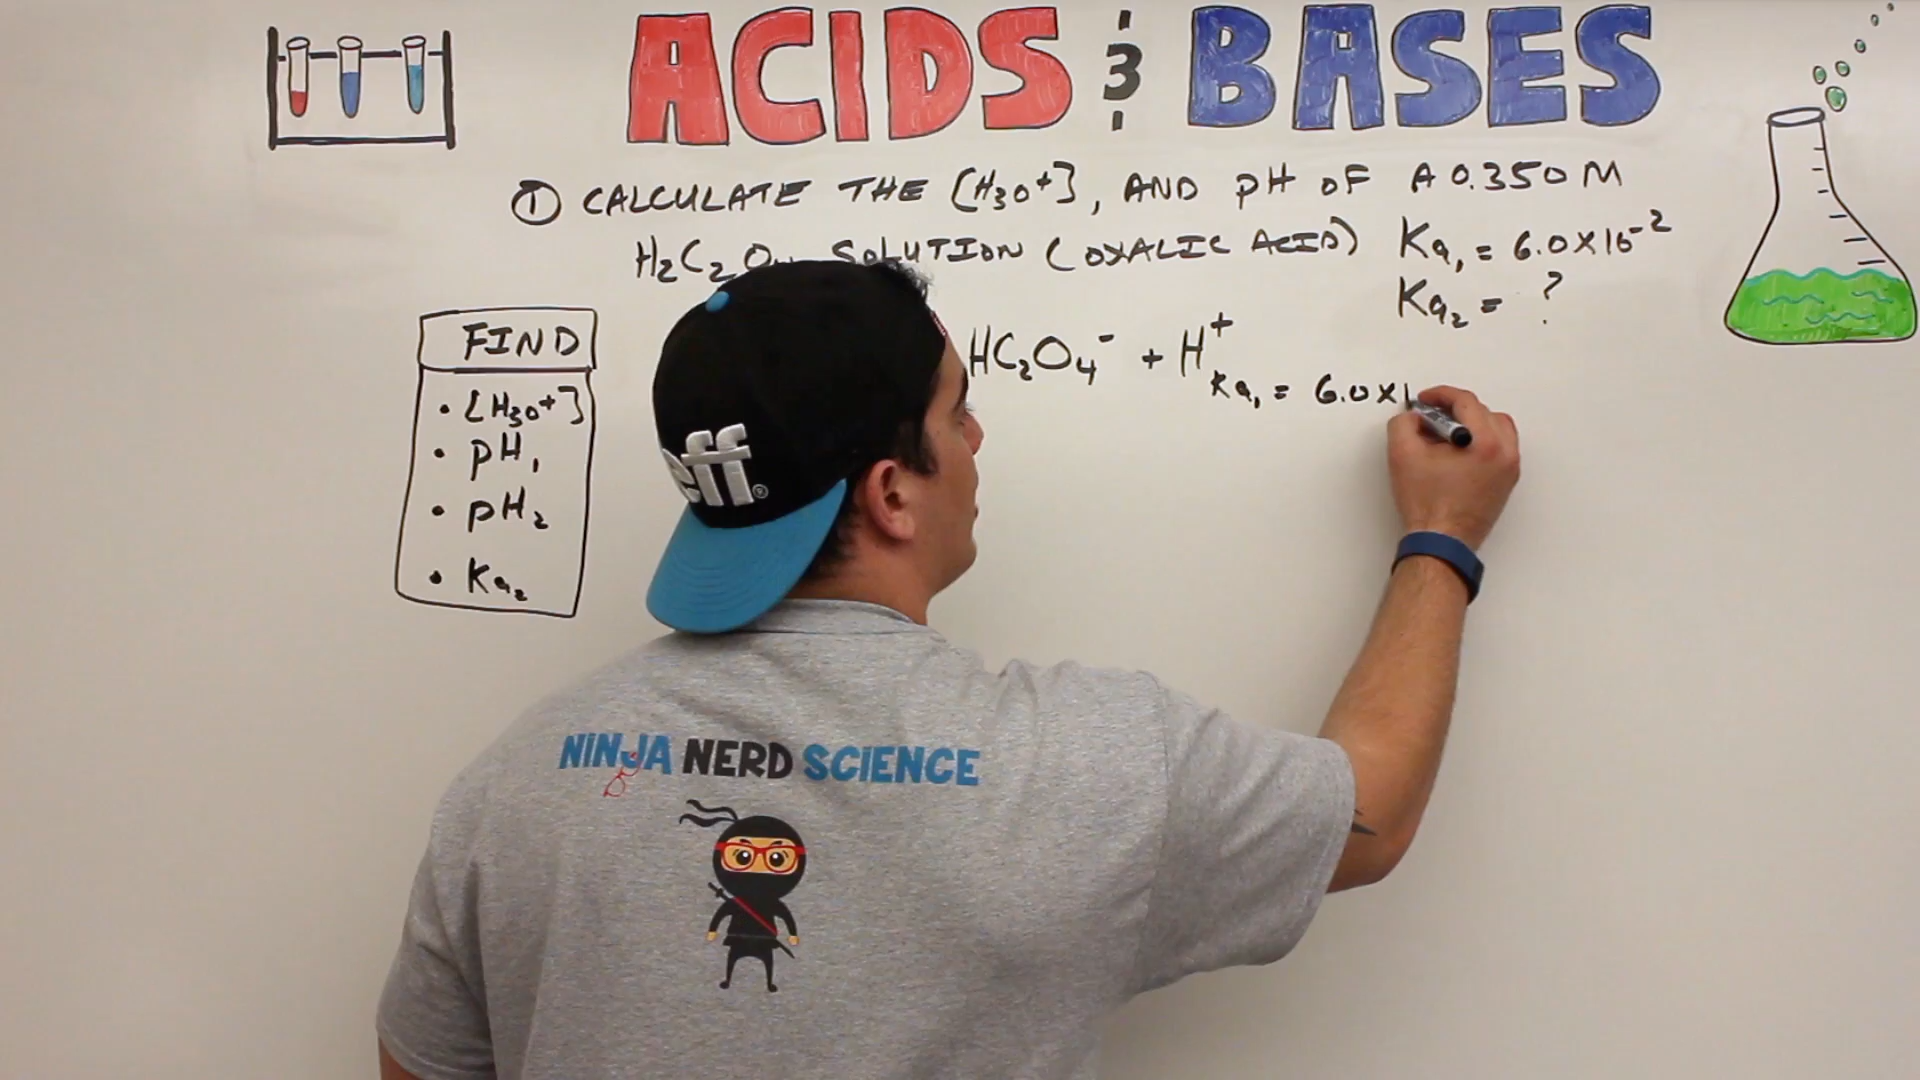 ACIDS & BASES
① CALCULATE THE [H₃O⁺], AND pH OF A 0.350 M
H₂C₂O₄ SOLUTION (OXALIC ACID) Ka₁ = 6.0×10⁻²
Ka₂ = ?
HC₂O₄⁻ + H⁺
Ka₁ = 6.0×1
FIND
• [H₃O⁺]
• pH₁
• pH₂
• Ka₂
eff®
NINJA NERD SCIENCE